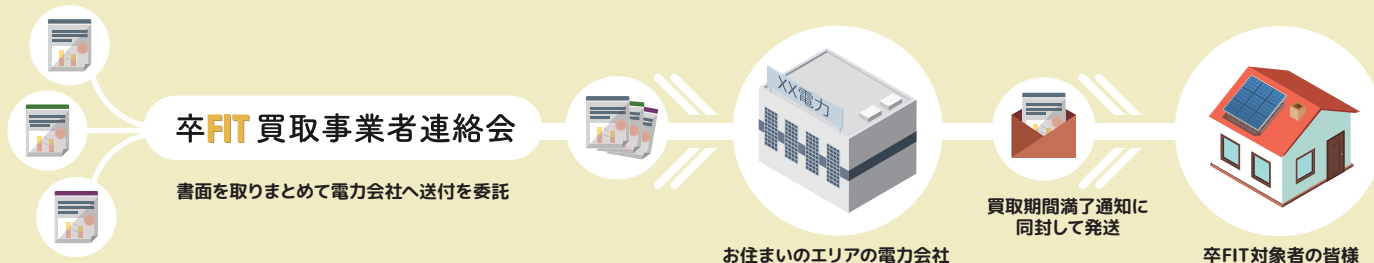 卒FIT買取事業者連絡会
書面を取りまとめて電力会社へ送付を委託
XX電力
お住まいのエリアの電力会社
買取期間満了通知に
同封して発送
卒FIT対象者の皆様